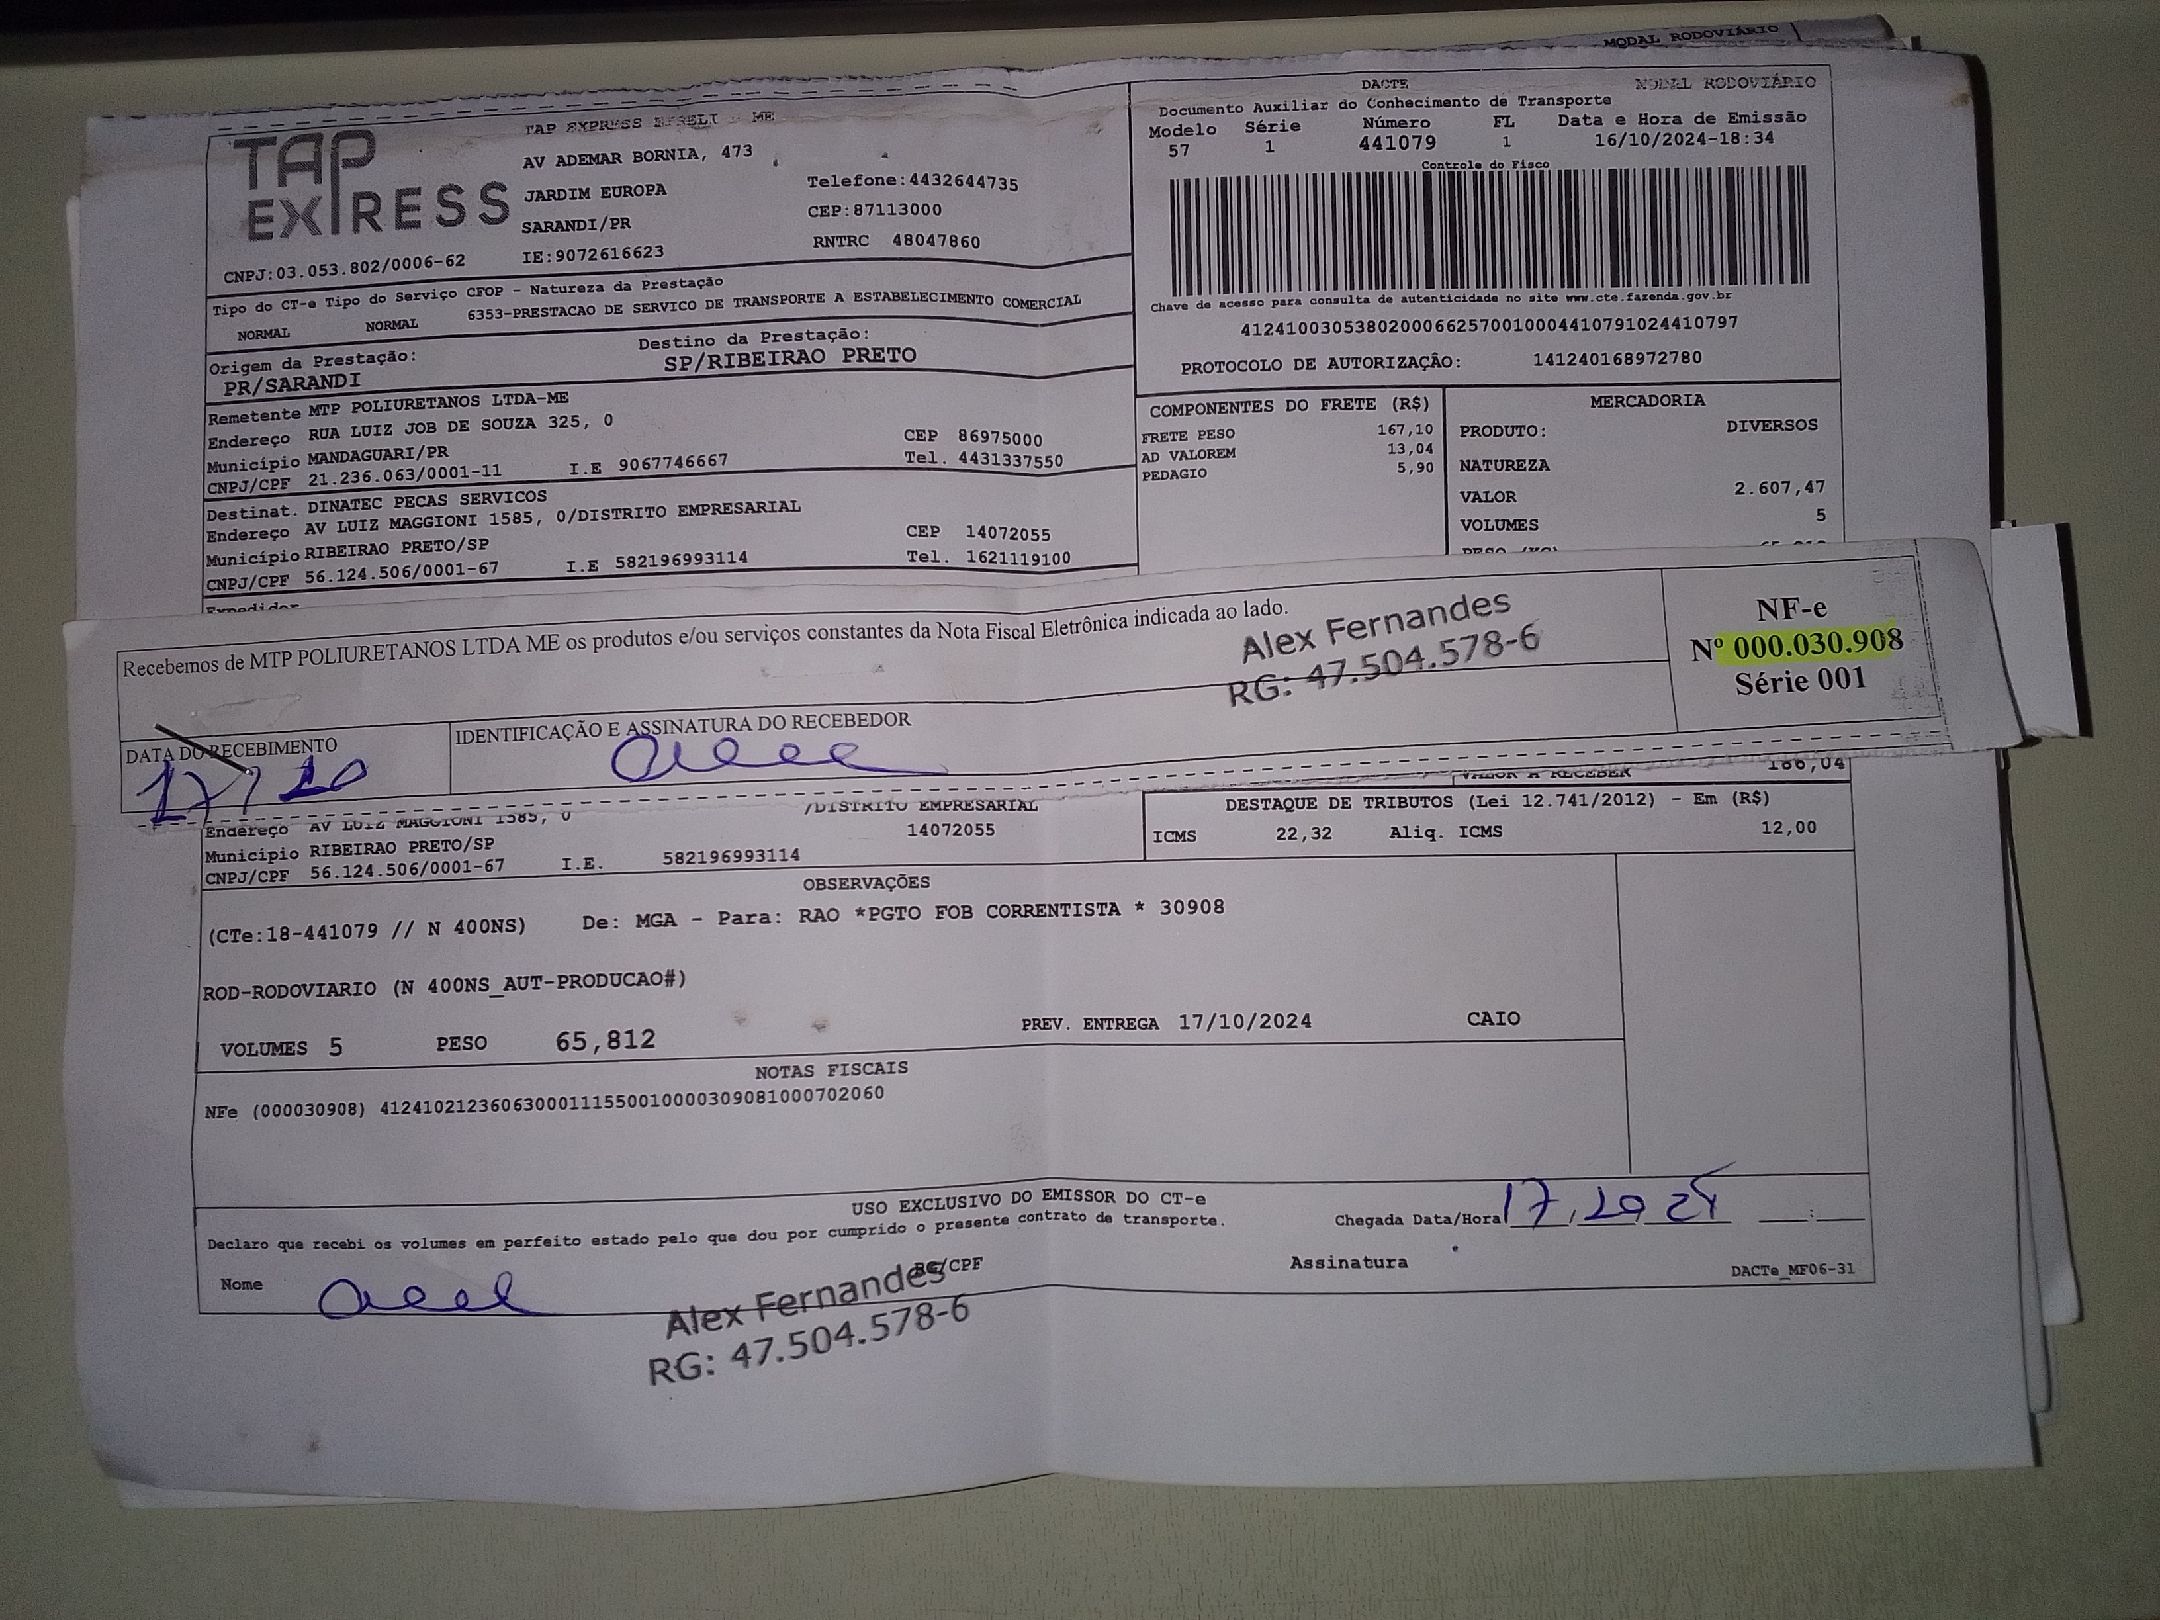 MODAL RODOVIÁRIO
TAP EXPRESS
TAP EXPRESS EIRELI - ME
AV ADEMAR BORNIA, 473
JARDIM EUROPA
Telefone:4432644735
SARANDI/PR
CEP:87113000
CNPJ:03.053.802/0006-62
IE:9072616623
RNTRC 48047860
DACTE
MODAL RODOVIÁRIO
Documento Auxiliar do Conhecimento de Transporte
Modelo Série Número FL Data e Hora de Emissão
57 1 441079 1 16/10/2024-18:34
Controle do Fisco
Chave de acesso para consulta de autenticidade no site www.cte.fazenda.gov.br
41241003053802000662570010004410791024410797
PROTOCOLO DE AUTORIZAÇÃO: 141240168972780
Tipo do CT-e Tipo do Serviço CFOP - Natureza da Prestação
NORMAL NORMAL 6353-PRESTACAO DE SERVICO DE TRANSPORTE A ESTABELECIMENTO COMERCIAL
Origem da Prestação: Destino da Prestação:
PR/SARANDI SP/RIBEIRAO PRETO
Remetente MTP POLIURETANOS LTDA-ME
Endereço RUA LUIZ JOB DE SOUZA 325, 0
Município MANDAGUARI/PR CEP 86975000
CNPJ/CPF 21.236.063/0001-11 I.E 9067746667 Tel. 4431337550
Destinat. DINATEC PECAS SERVICOS
Endereço AV LUIZ MAGGIONI 1585, 0/DISTRITO EMPRESARIAL
Município RIBEIRAO PRETO/SP CEP 14072055
CNPJ/CPF 56.124.506/0001-67 I.E 582196993114 Tel. 1621119100
Expedidor
COMPONENTES DO FRETE (R$)
FRETE PESO 167,10
AD VALOREM 13,04
PEDAGIO 5,90
MERCADORIA
PRODUTO: DIVERSOS
NATUREZA
VALOR 2.607,47
VOLUMES 5
PESO (KG)
Recebemos de MTP POLIURETANOS LTDA ME os produtos e/ou serviços constantes da Nota Fiscal Eletrônica indicada ao lado.
Alex Fernandes
RG: 47.504.578-6
NF-e
Nº 000.030.908
Série 001
DATA DO RECEBIMENTO
17/10
IDENTIFICAÇÃO E ASSINATURA DO RECEBEDOR
VALOR A RECEBER 186,04
Endereço AV LUIZ MAGGIONI 1585, 0 /DISTRITO EMPRESARIAL
Município RIBEIRAO PRETO/SP 14072055
CNPJ/CPF 56.124.506/0001-67 I.E. 582196993114
DESTAQUE DE TRIBUTOS (Lei 12.741/2012) - Em (R$)
ICMS 22,32 Aliq. ICMS 12,00
OBSERVAÇÕES
(CTe:18-441079 // N 400NS) De: MGA - Para: RAO *PGTO FOB CORRENTISTA * 30908
ROD-RODOVIARIO (N 400NS_AUT-PRODUCAO#)
VOLUMES 5 PESO 65,812 PREV. ENTREGA 17/10/2024 CAIO
NOTAS FISCAIS
NFe (000030908) 41241021236063000111550010000309081000702060
USO EXCLUSIVO DO EMISSOR DO CT-e
Declaro que recebi os volumes em perfeito estado pelo que dou por cumprido o presente contrato de transporte.
Chegada Data/Hora 17,10 24 :
Nome RG/CPF Assinatura
Alex Fernandes
RG: 47.504.578-6
DACTe_MF06-31